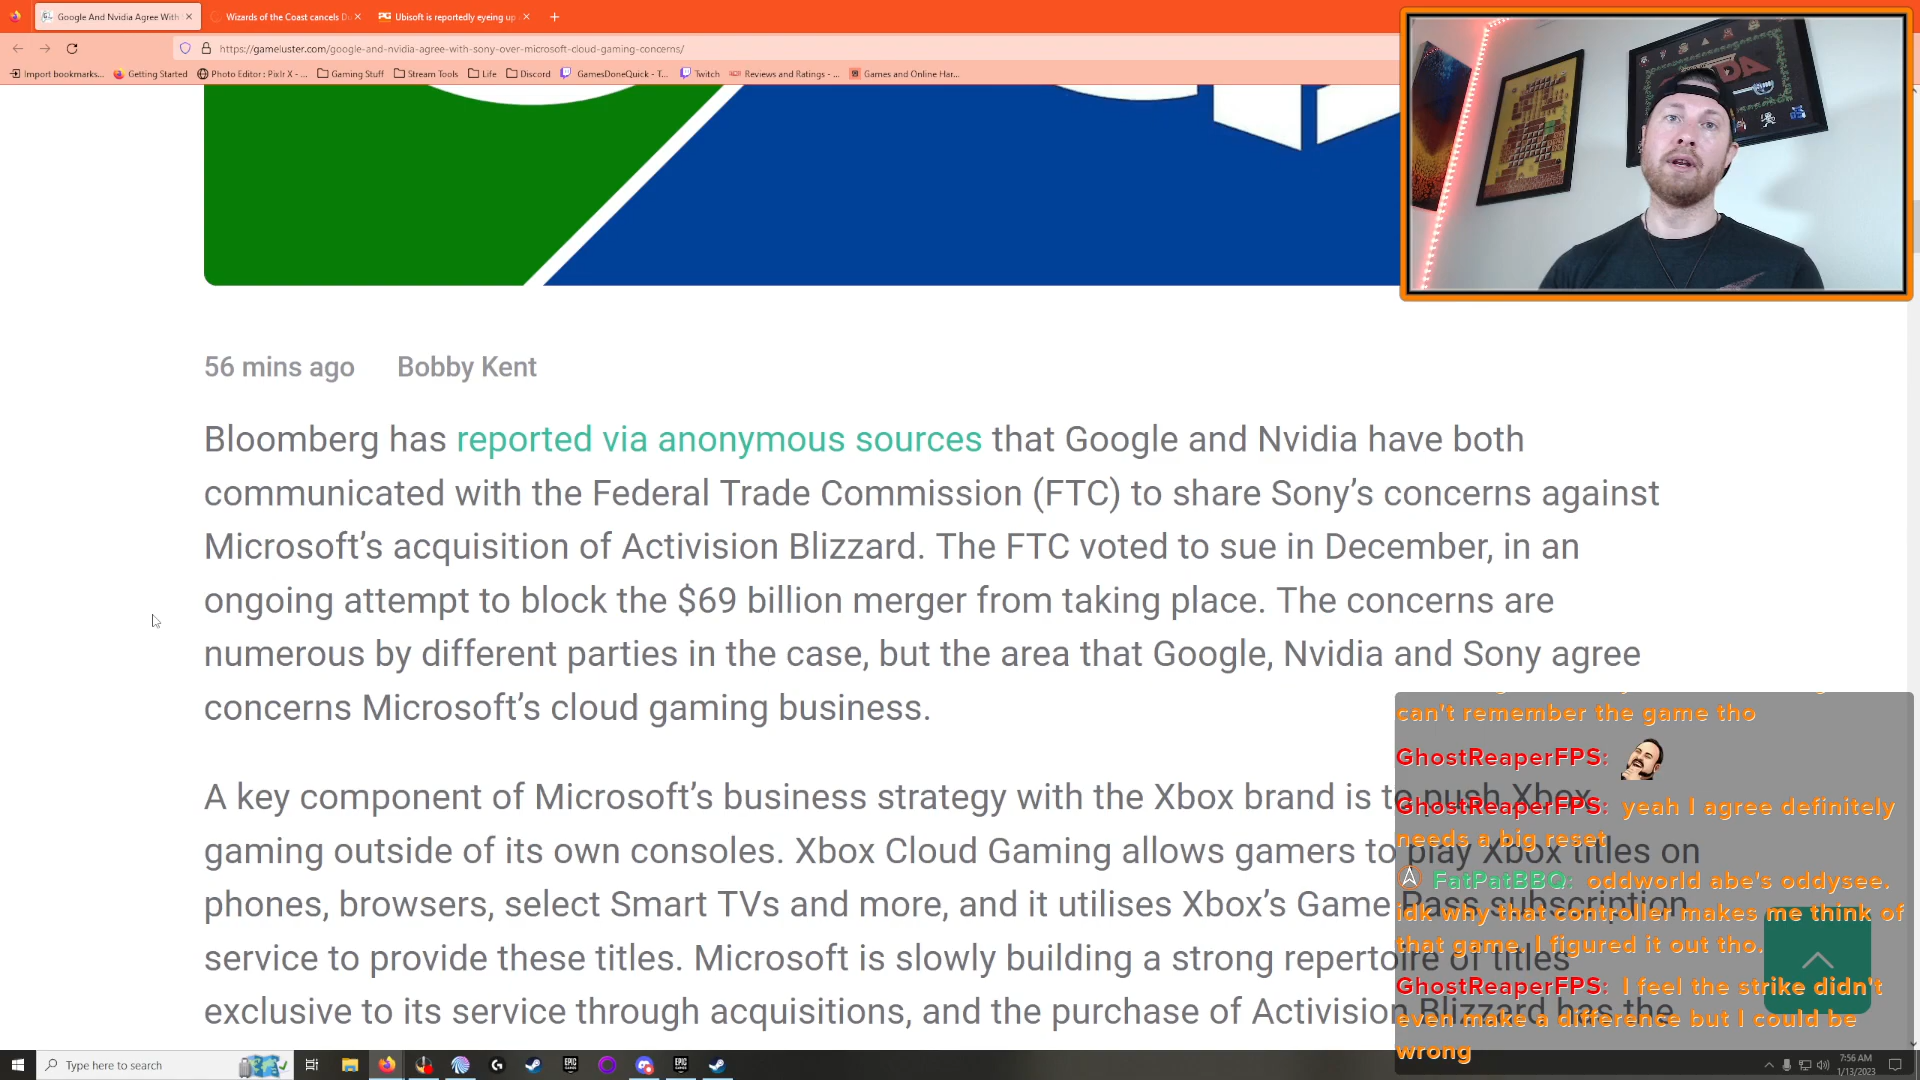 Google And Nvidia Agree With
Wizards of the Coast cancels Du
Ubisoft is reportedly eyeing up
https://gameluster.com/google-and-nvidia-agree-with-sony-over-microsoft-cloud-gaming-concerns/
Import bookmarks...
Getting Started
Photo Editor : Pixlr X - ...
Gaming Stuff
Stream Tools
Life
Discord
GamesDoneQuick - T...
Twitch
Reviews and Ratings - ...
Games and Online Har...
56 mins ago Bobby Kent
Bloomberg has reported via anonymous sources that Google and Nvidia have both
communicated with the Federal Trade Commission (FTC) to share Sony’s concerns against
Microsoft’s acquisition of Activision Blizzard. The FTC voted to sue in December, in an
ongoing attempt to block the $69 billion merger from taking place. The concerns are
numerous by different parties in the case, but the area that Google, Nvidia and Sony agree
concerns Microsoft’s cloud gaming business.
A key component of Microsoft’s business strategy with the Xbox brand is to push Xbox
gaming outside of its own consoles. Xbox Cloud Gaming allows gamers to play Xbox titles on
phones, browsers, select Smart TVs and more, and it utilises Xbox’s Game Pass subscription
service to provide these titles. Microsoft is slowly building a strong repertoire of titles
exclusive to its service through acquisitions, and the purchase of Activision Blizzard has the
can't remember the game tho
GhostReaperFPS:
GhostReaperFPS: yeah I agree definitely
needs a big reset
FatPatBBQ: oddworld abe's oddysee.
idk why that controller makes me think of
that game. I figured it out tho.
GhostReaperFPS: I feel the strike didn't
even make a difference but I could be
wrong
Type here to search
7:56 AM
1/13/2023